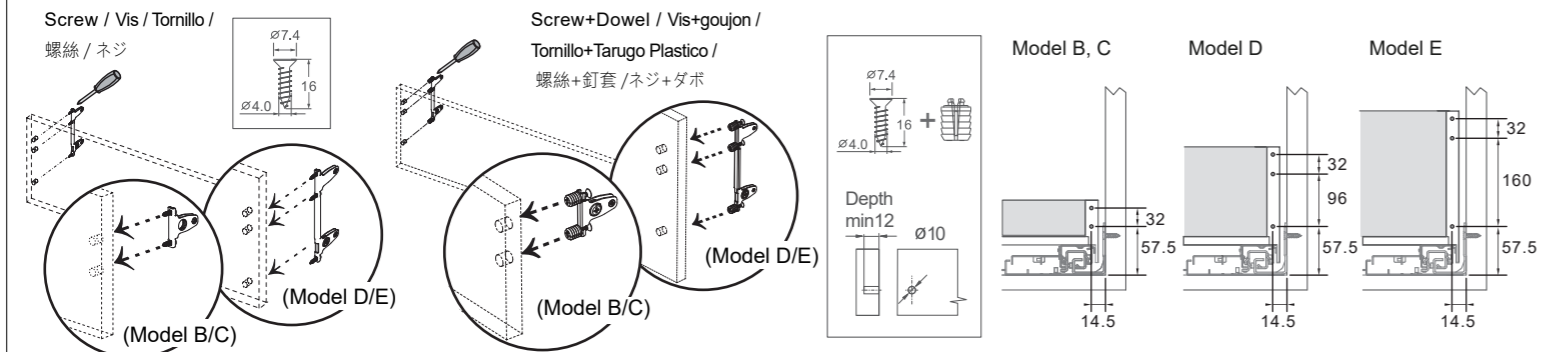 Screw / Vis / Tornillo /
螺絲 / ネジ
Ø7.4
16
Ø4.0
(Model B/C)
(Model D/E)
Screw+Dowel / Vis+goujon /
Tornillo+Tarugo Plastico /
螺絲+釘套 /ネジ+ダボ
(Model B/C)
(Model D/E)
Ø7.4
16
+
Ø4.0
Depth
min12
Ø10
Model B, C
32
57.5
14.5
Model D
32
96
57.5
14.5
Model E
32
160
57.5
14.5